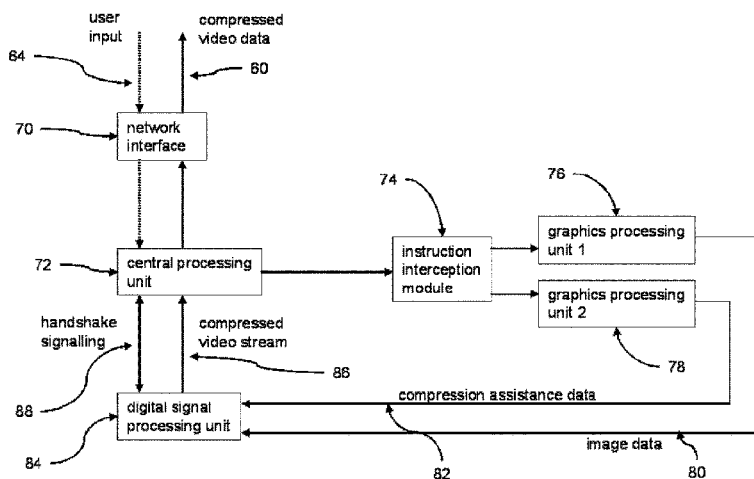 user
input
compressed
video data
64
60
70
network
interface
74
76
72
central processing
unit
instruction
interception
module
graphics processing
unit 1
graphics processing
unit 2
handshake
signalling
compressed
video stream
86
78
88
84
digital signal
processing unit
compression assistance data
82
image data
80